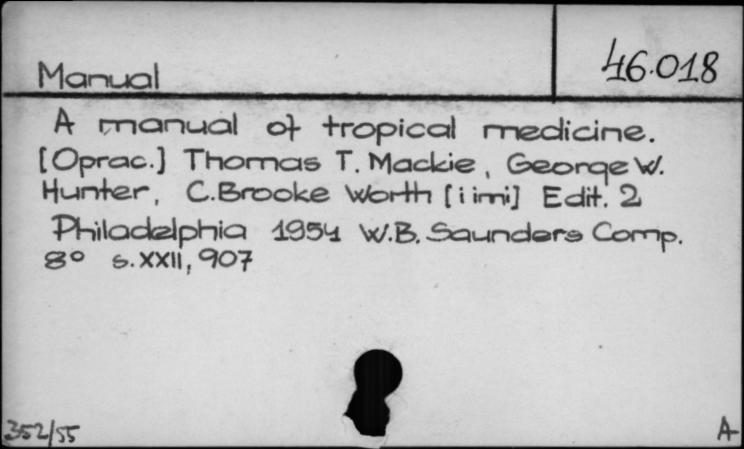 Manual
46.018
A manual of tropical medicine.
[Oprac.] Thomas T. Mackie, George W.
Hunter, C. Brooke Worth [i imi] Edit. 2
Philadelphia 1954 W.B. Saunders Comp.
8° s. XXII, 907
352/55
A